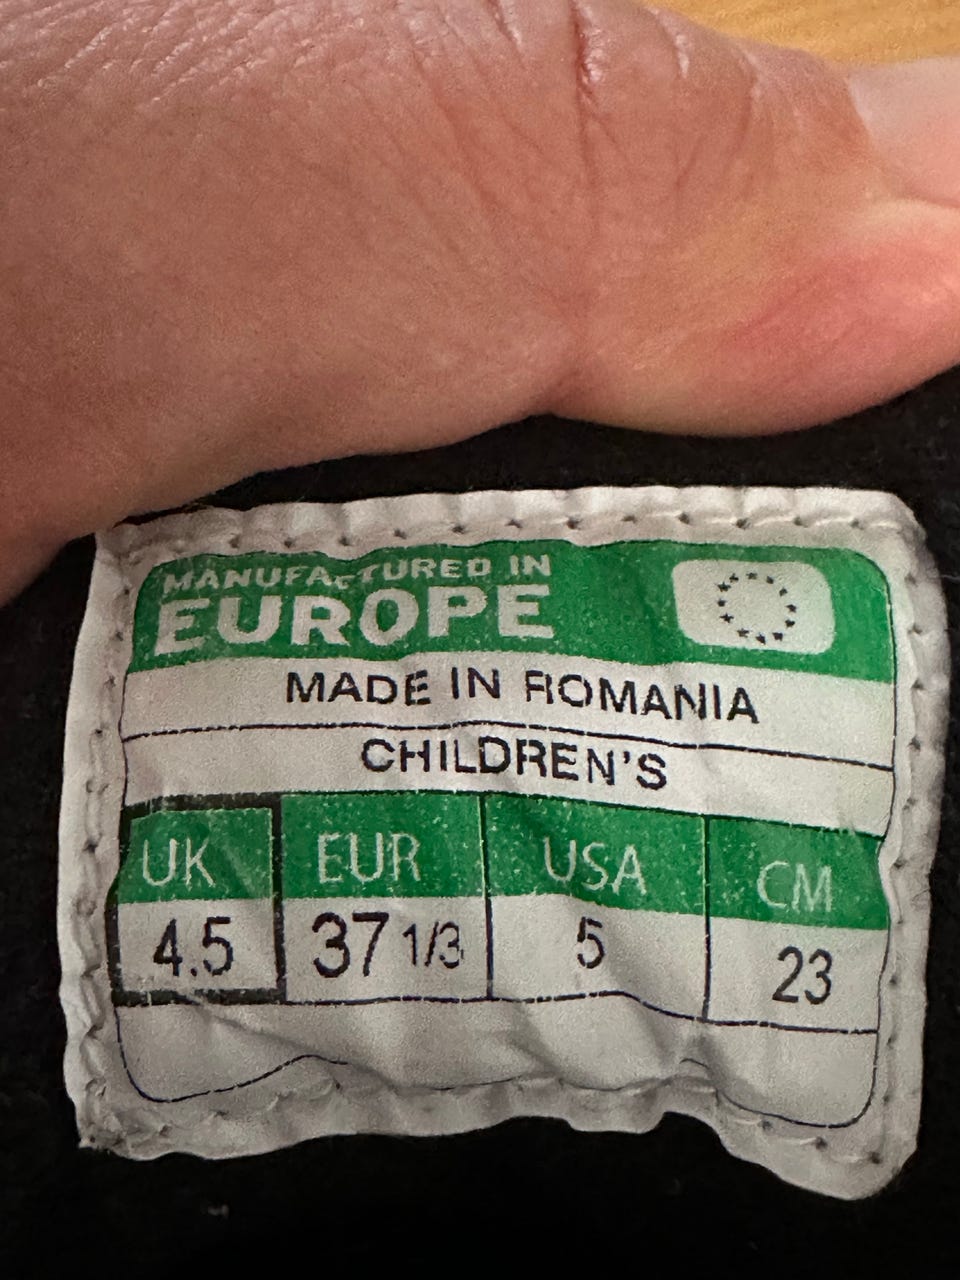 MANUFACTURED IN
EUROPE
MADE IN ROMANIA
CHILDREN'S
UK EUR USA CM
4.5 37 1/3 5 23